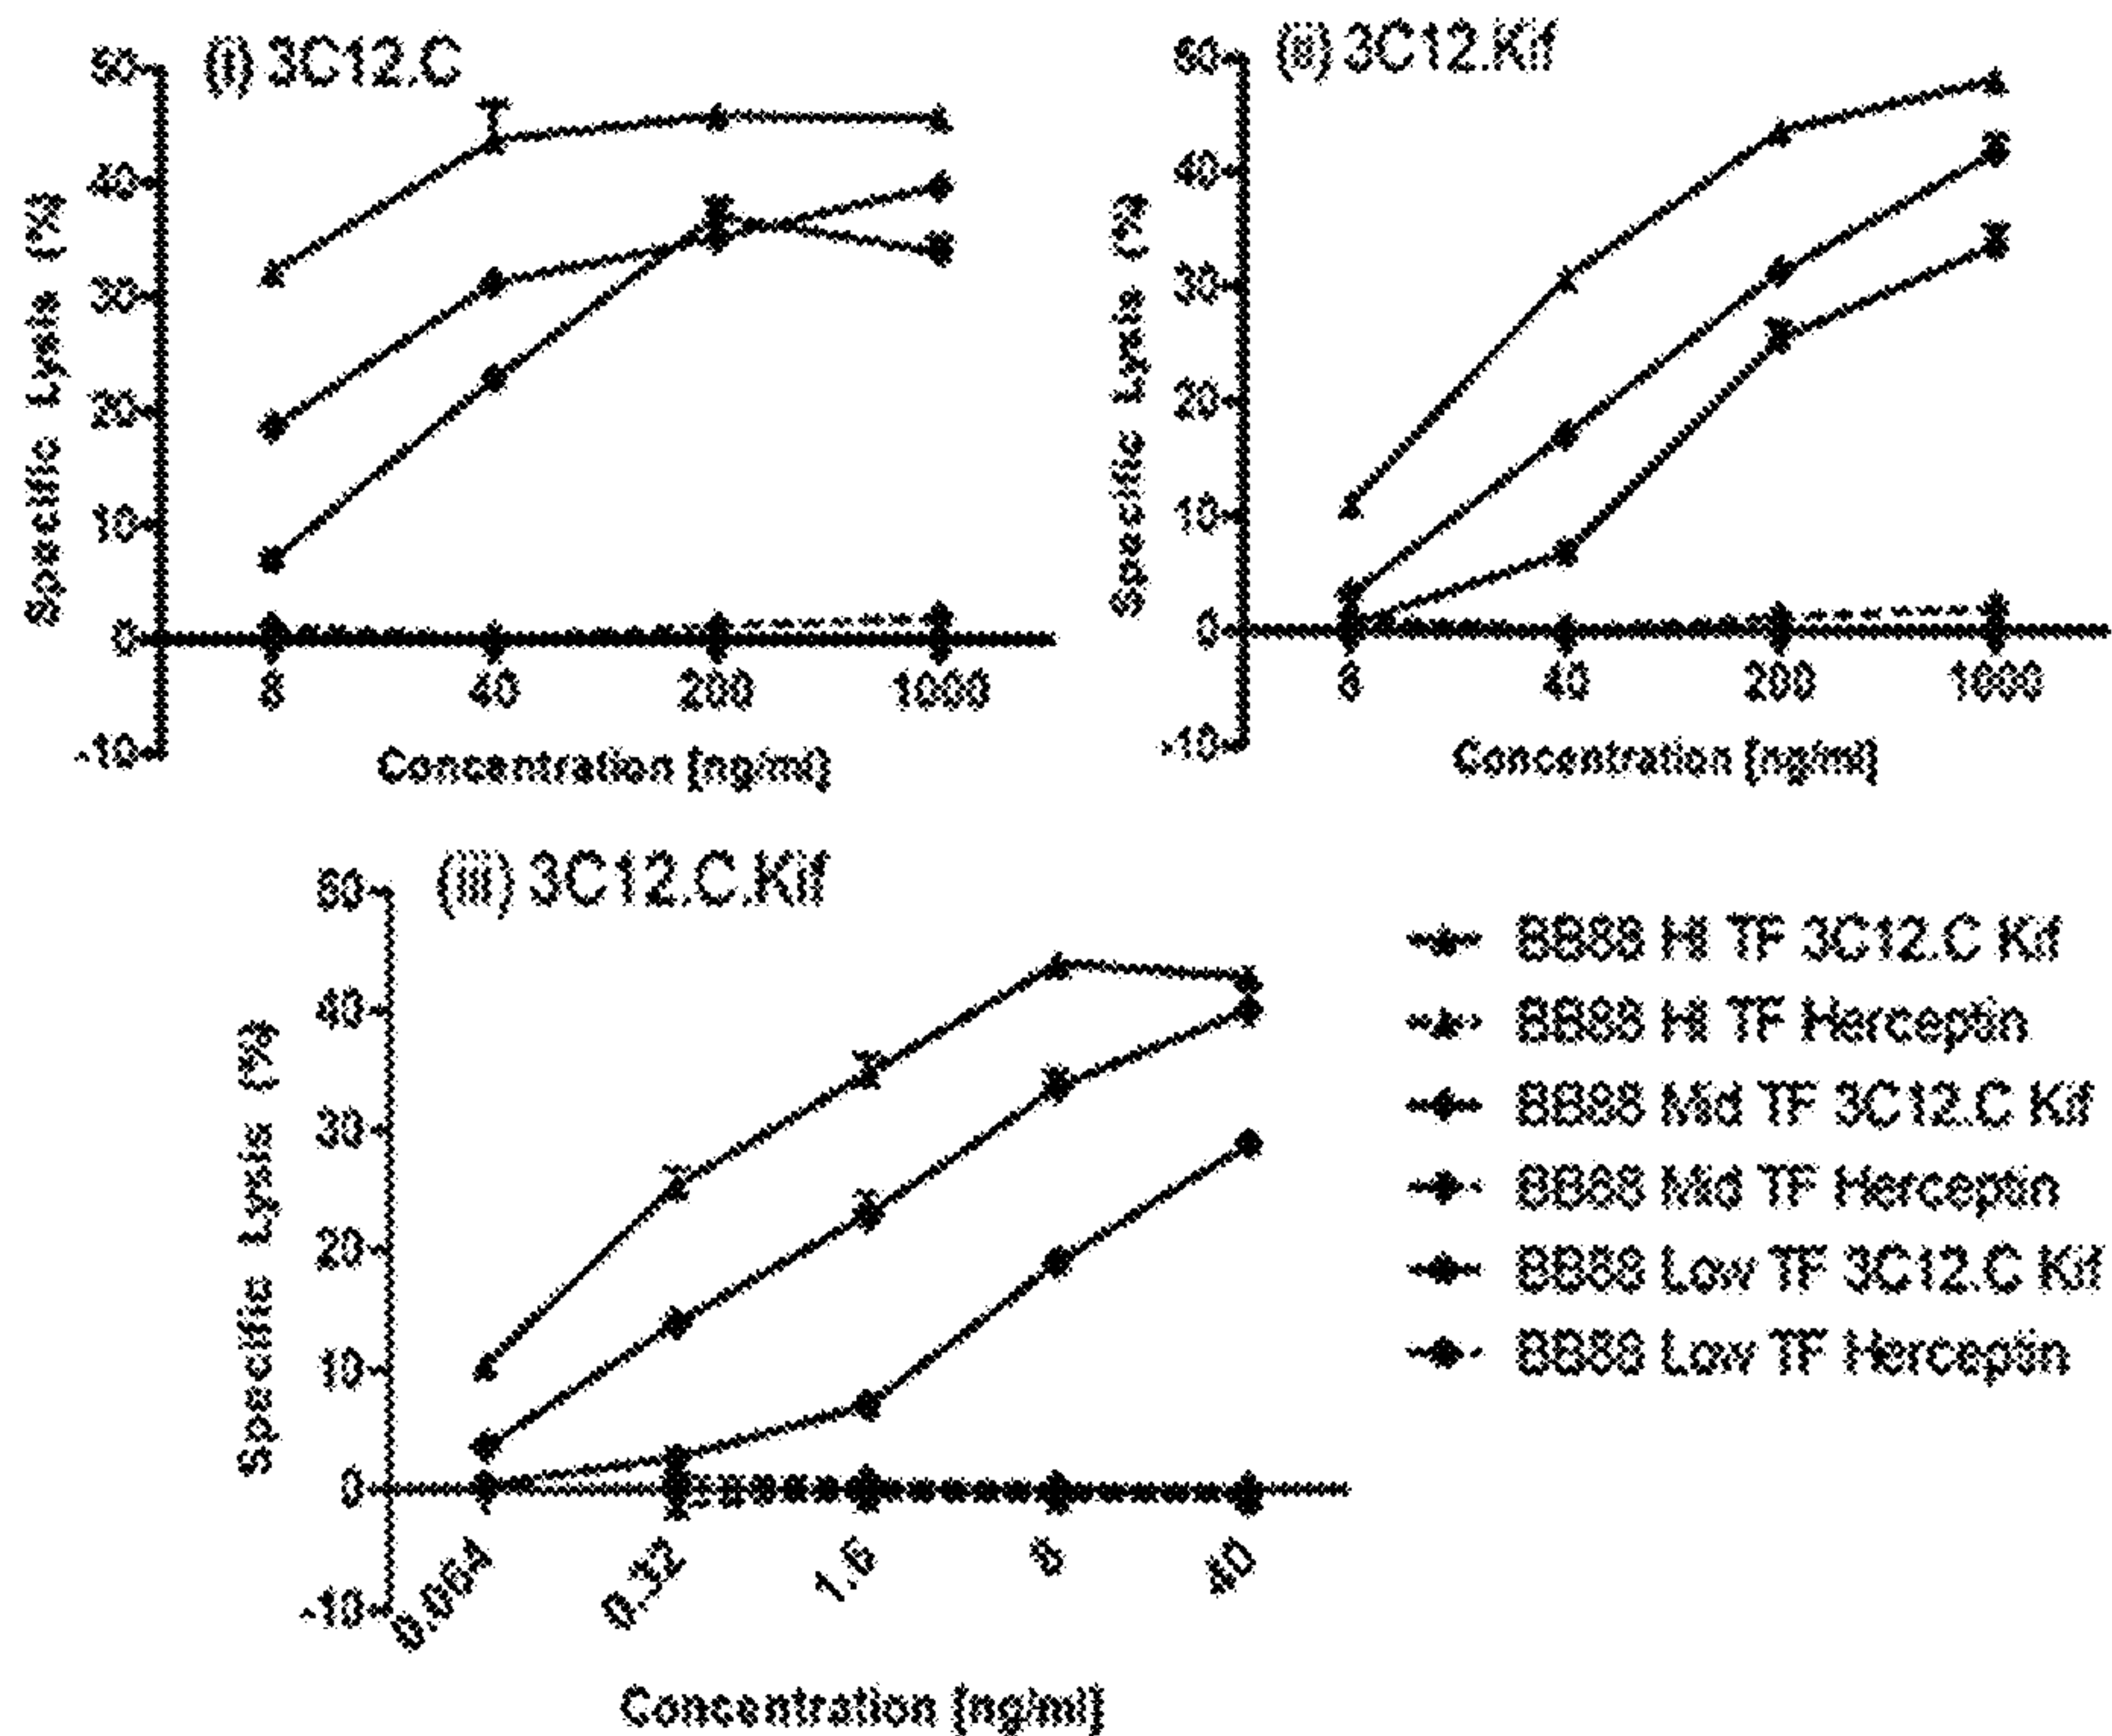 (i) 3C12.C
50
40
30
20
10
0
-10
Specific Lysis (%)
8 40 200 1000
Concentration [ng/ml]
(ii) 3C12.Kif
50
40
30
20
10
0
-10
Specific Lysis (%)
8 40 200 1000
Concentration [ng/ml]
(iii) 3C12.C.Kif
50
40
30
20
10
0
-10
Specific Lysis (%)
0.064 0.32 1.6 8 40
Concentration [ng/ml]
BB88 Hi TF 3C12.C Kif
BB88 Hi TF Herceptin
BB88 Mid TF 3C12.C Kif
BB88 Mid TF Herceptin
BB88 Low TF 3C12.C Kif
BB88 Low TF Herceptin